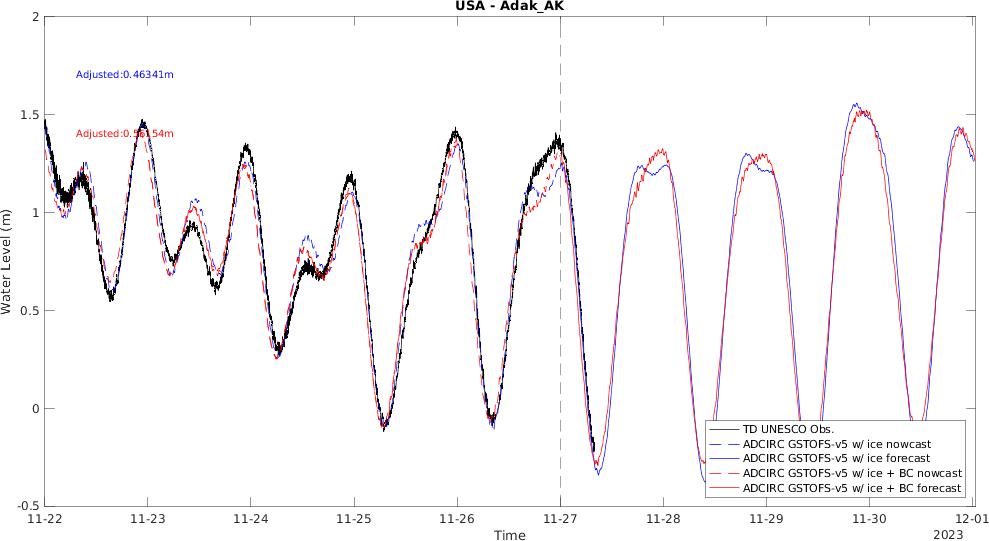 USA - Adak_AK
2
Adjusted:0.46341m
1.5
1
0.5
0
-0.5
Water Level (m)
TD UNESCO Obs.
ADCIRC GSTOFS-v5 w/ ice nowcast
ADCIRC GSTOFS-v5 w/ ice forecast
ADCIRC GSTOFS-v5 w/ ice + BC nowcast
ADCIRC GSTOFS-v5 w/ ice + BC forecast
11-22 11-23 11-24 11-25 11-26 11-27 11-28 11-29 11-30 12-01
Time
2023